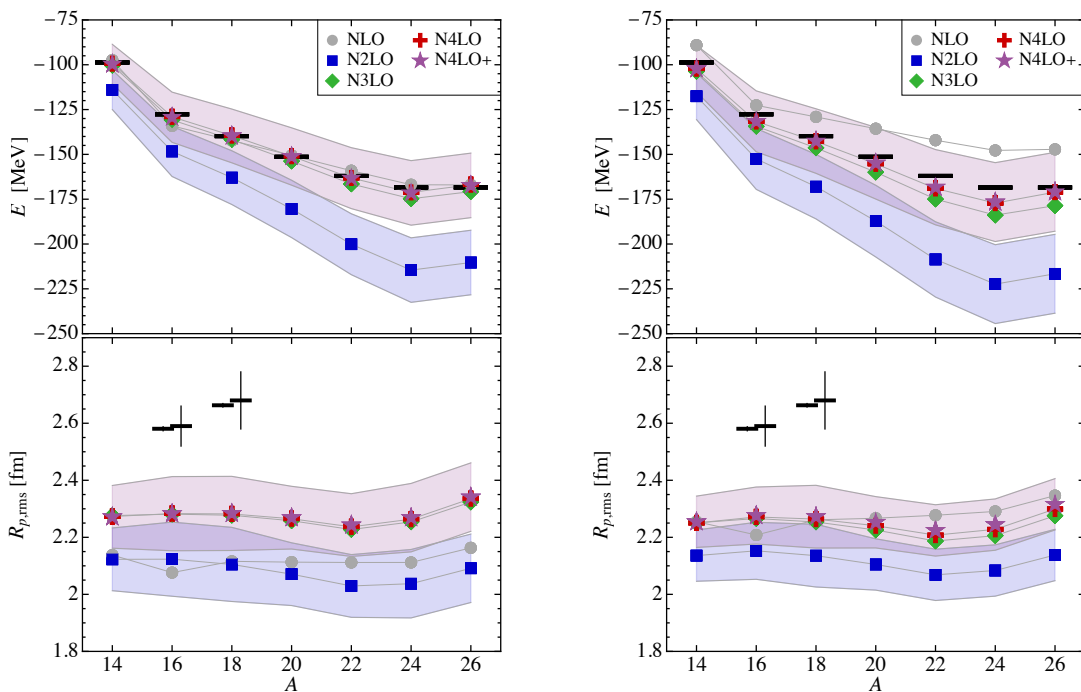 −75
−100
−125
−150
−175
−200
−225
−250
E [MeV]
NLO
N2LO
N3LO
N4LO
N4LO+
2.8
2.6
2.4
2.2
2
1.8
R_{p,rms} [fm]
14 16 18 20 22 24 26
A
−75
−100
−125
−150
−175
−200
−225
−250
E [MeV]
NLO
N2LO
N3LO
N4LO
N4LO+
2.8
2.6
2.4
2.2
2
1.8
R_{p,rms} [fm]
14 16 18 20 22 24 26
A